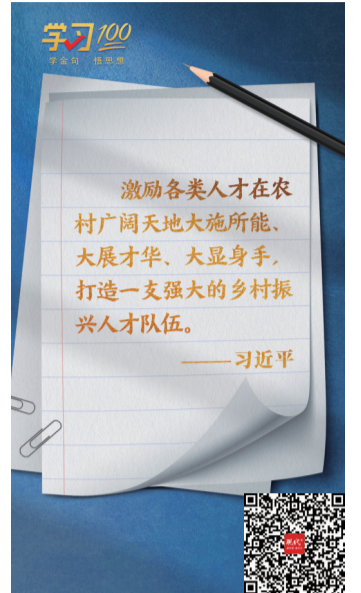 学习100
学金句 悟思想
激励各类人才在农
村广阔天地大施所能、
大展才华、大显身手，
打造一支强大的乡村振
兴人才队伍。
——习近平